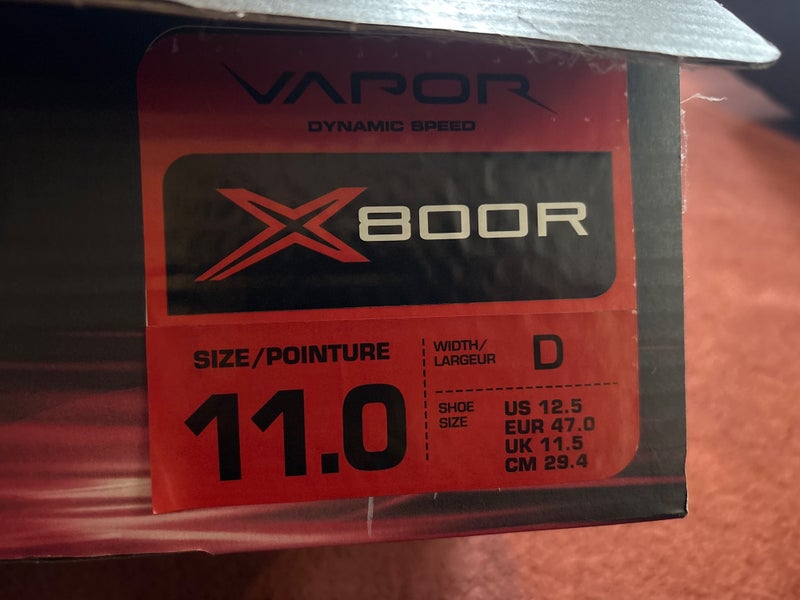 VAPOR
DYNAMIC SPEED
X800R
SIZE/POINTURE
11.0
WIDTH/
LARGEUR
D
SHOE
SIZE
US 12.5
EUR 47.0
UK 11.5
CM 29.4